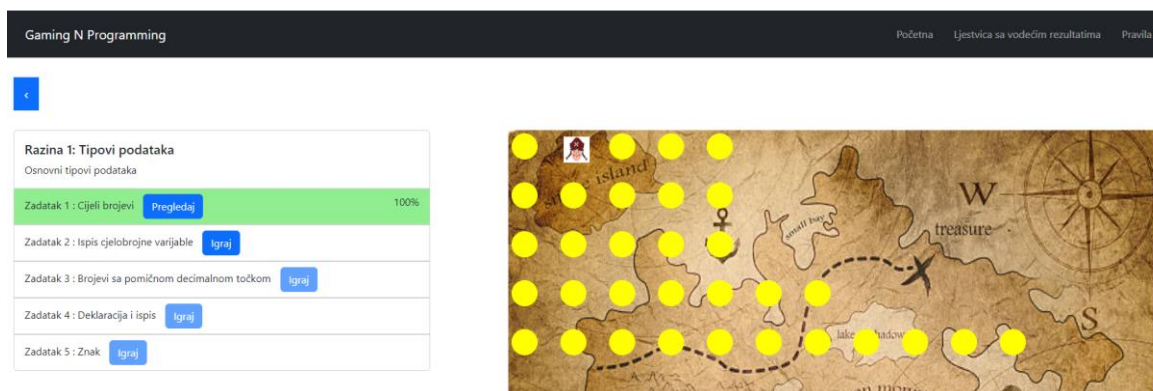 Gaming N Programming
Početna Ljestvica sa vodećim rezultatima Pravila
‹
Razina 1: Tipovi podataka
Osnovni tipovi podataka
Zadatak 1 : Cijeli brojevi Pregledaj 100%
Zadatak 2 : Ispis cjelobrojne varijable Igraj
Zadatak 3 : Brojevi sa pomičnom decimalnom točkom Igraj
Zadatak 4 : Deklaracija i ispis Igraj
Zadatak 5 : Znak Igraj
island
small bay
W
treasure
S
lake